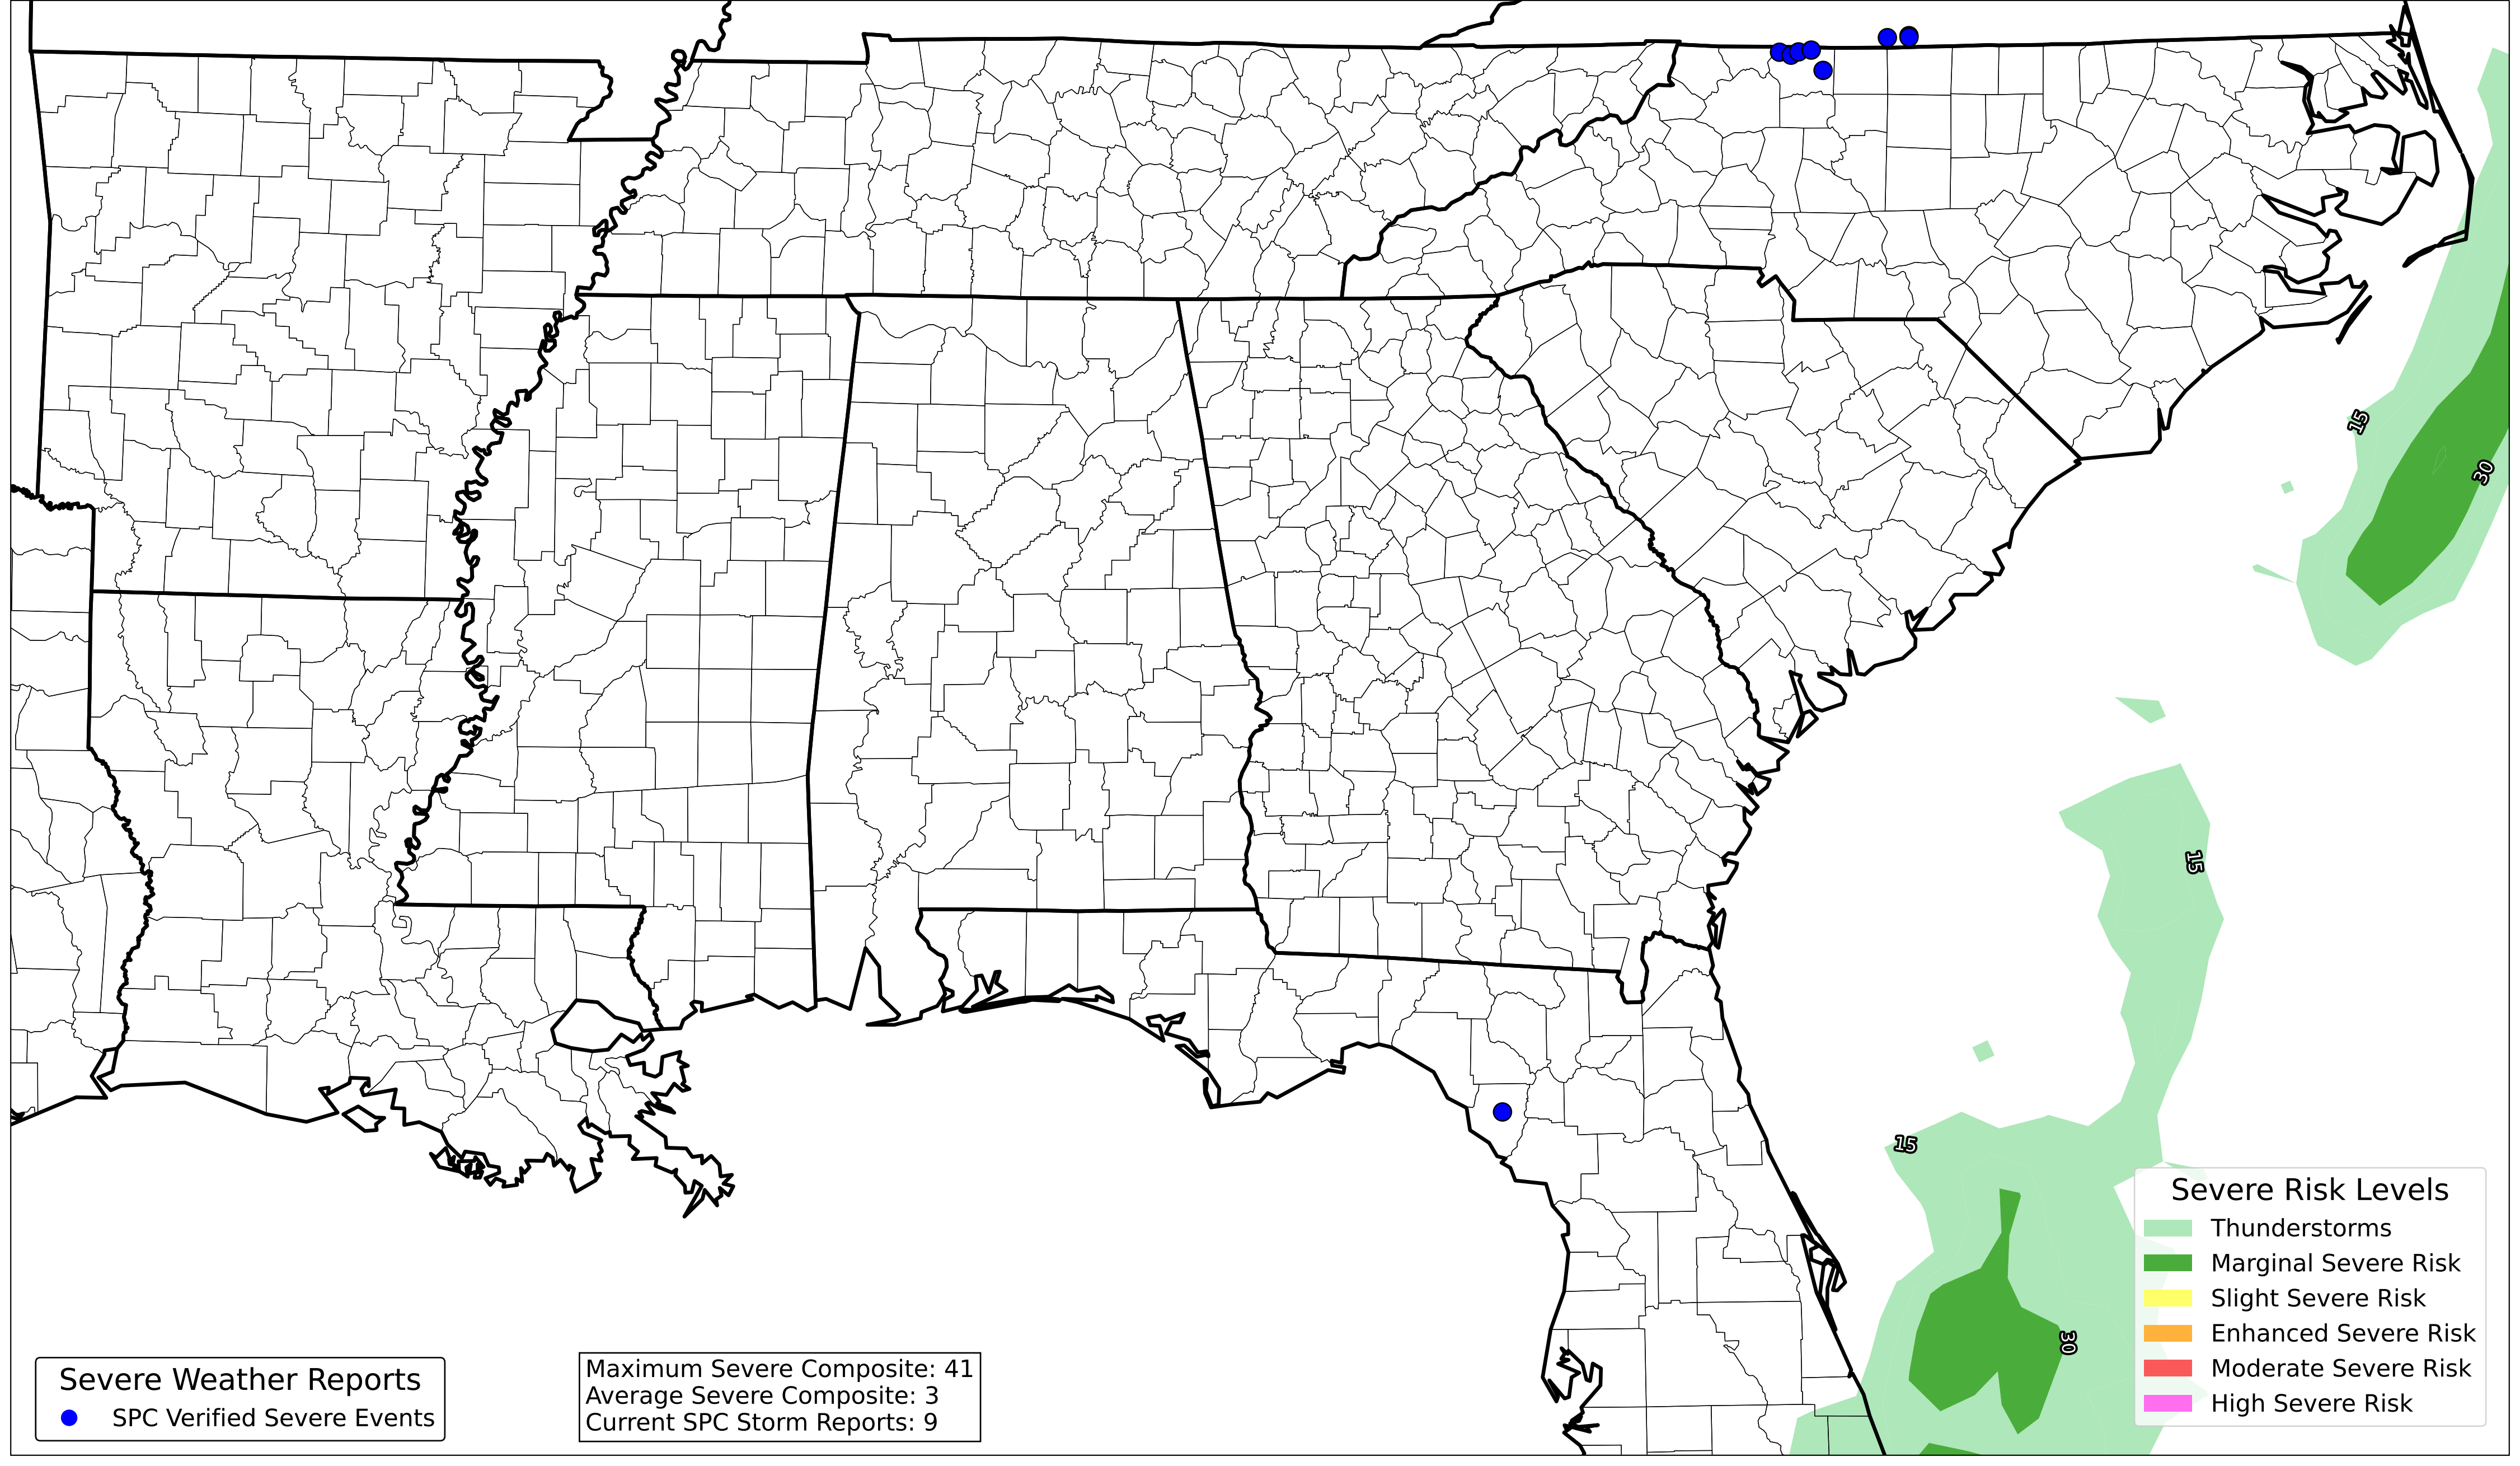 15
30
15
15
30
Severe Risk Levels
Thunderstorms
Marginal Severe Risk
Slight Severe Risk
Enhanced Severe Risk
Moderate Severe Risk
High Severe Risk
Severe Weather Reports
SPC Verified Severe Events
Maximum Severe Composite: 41
Average Severe Composite: 3
Current SPC Storm Reports: 9